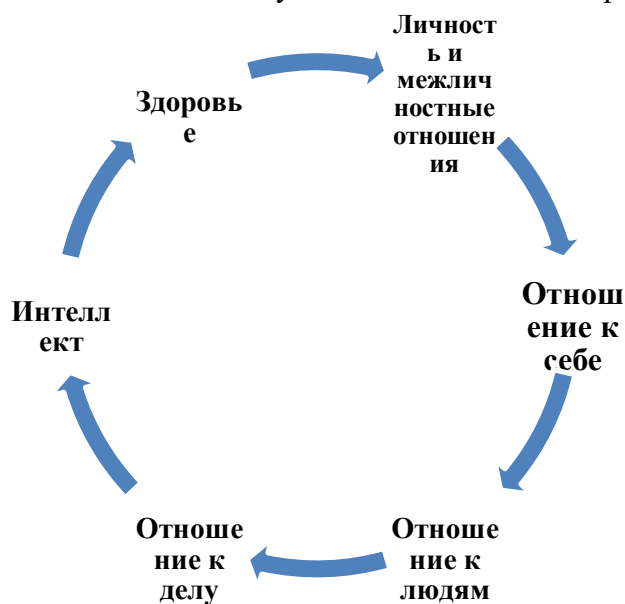 Личност
ь и
межлич
ностные
отношен
ия
Отнош
ение к
себе
Отноше
ние к
людям
Отноше
ние к
делу
Интелл
ект
Здоровь
е